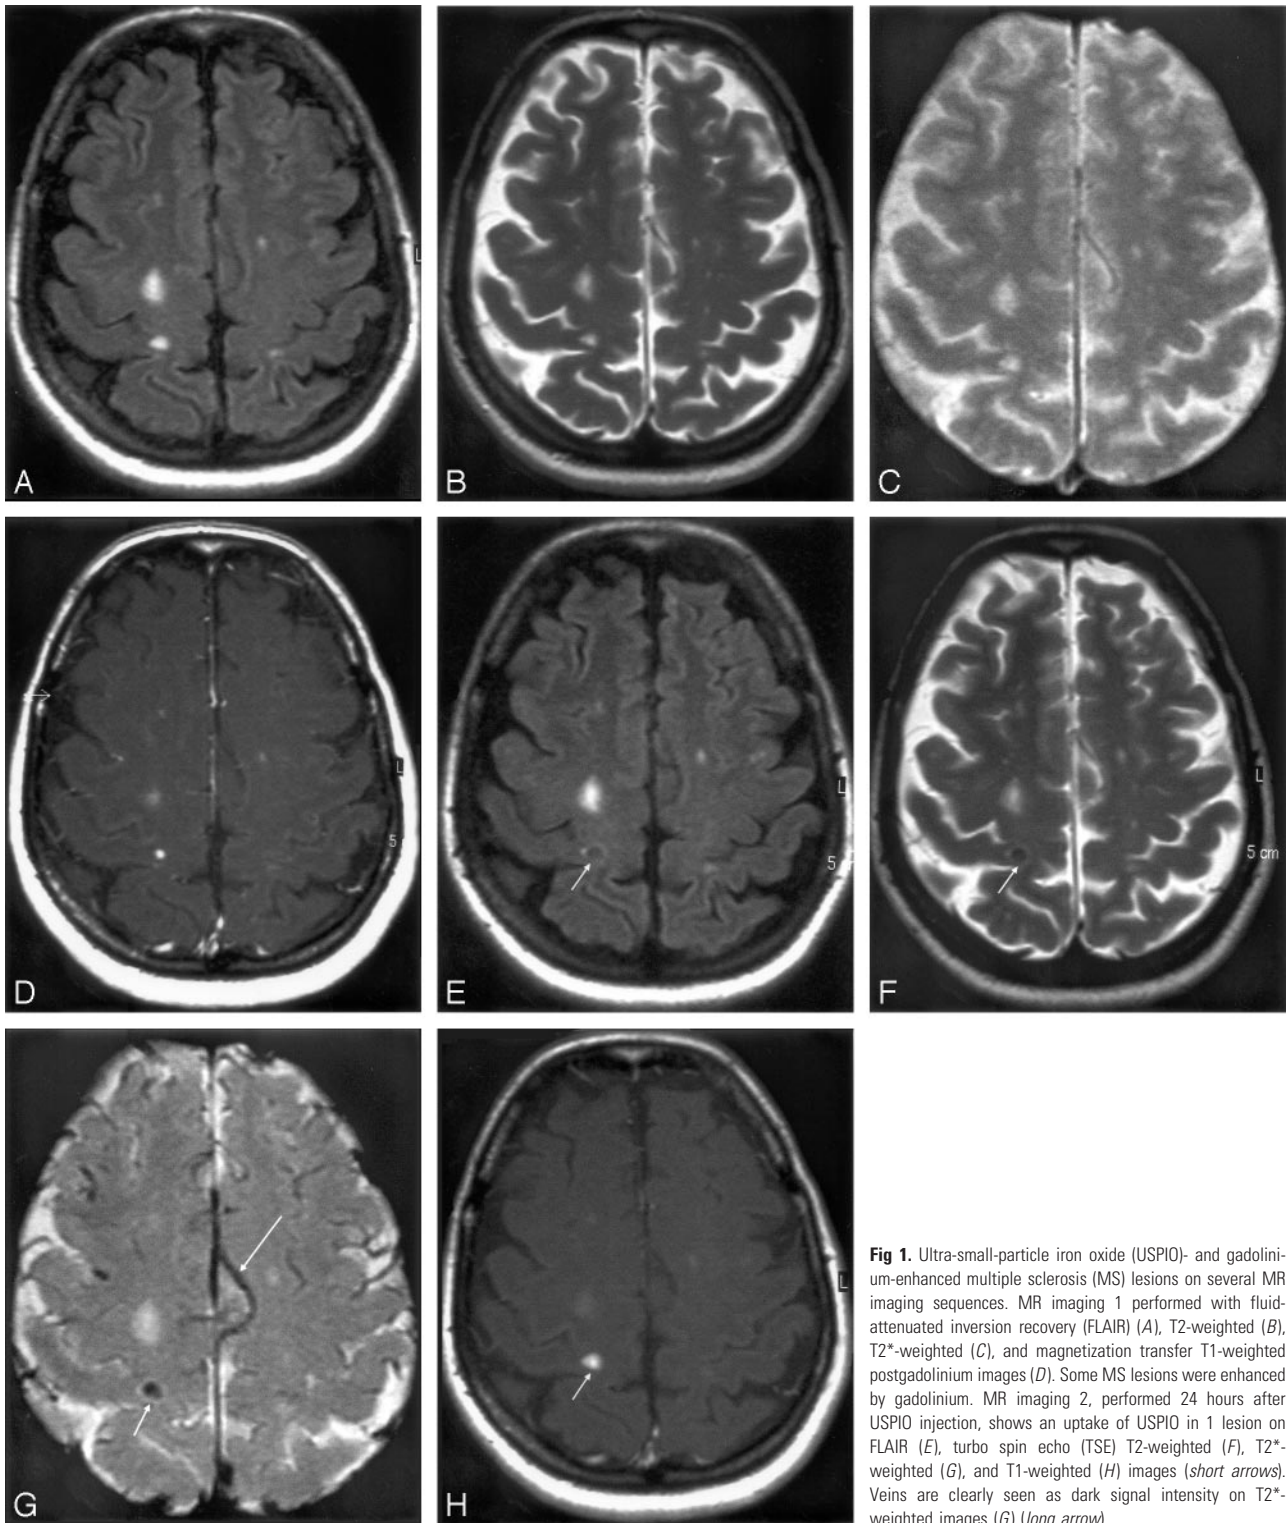 A
B
C
L
D
L
5
E
L
5
F
L
5 cm
G
H
L
Fig 1. Ultra-small-particle iron oxide (USPIO)- and gadolini-
um-enhanced multiple sclerosis (MS) lesions on several MR
imaging sequences. MR imaging 1 performed with fluid-
attenuated inversion recovery (FLAIR) (A), T2-weighted (B),
T2*-weighted (C), and magnetization transfer T1-weighted
postgadolinium images (D). Some MS lesions were enhanced
by gadolinium. MR imaging 2, performed 24 hours after
USPIO injection, shows an uptake of USPIO in 1 lesion on
FLAIR (E), turbo spin echo (TSE) T2-weighted (F), T2*-
weighted (G), and T1-weighted (H) images (short arrows).
Veins are clearly seen as dark signal intensity on T2*-
weighted images (G) (long arrow).